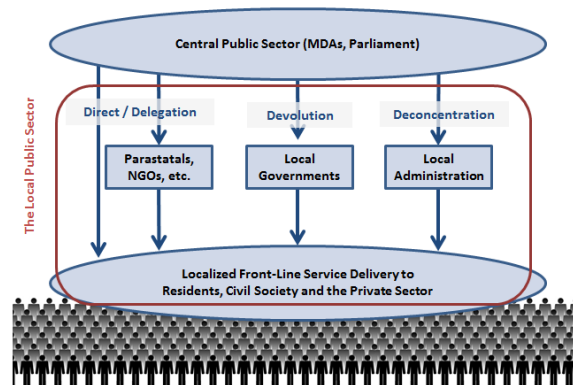 Central Public Sector (MDAs, Parliament)
The Local Public Sector
Direct / Delegation
Devolution
Deconcentration
Parastatals,
NGOs, etc.
Local
Governments
Local
Administration
Localized Front-Line Service Delivery to
Residents, Civil Society and the Private Sector